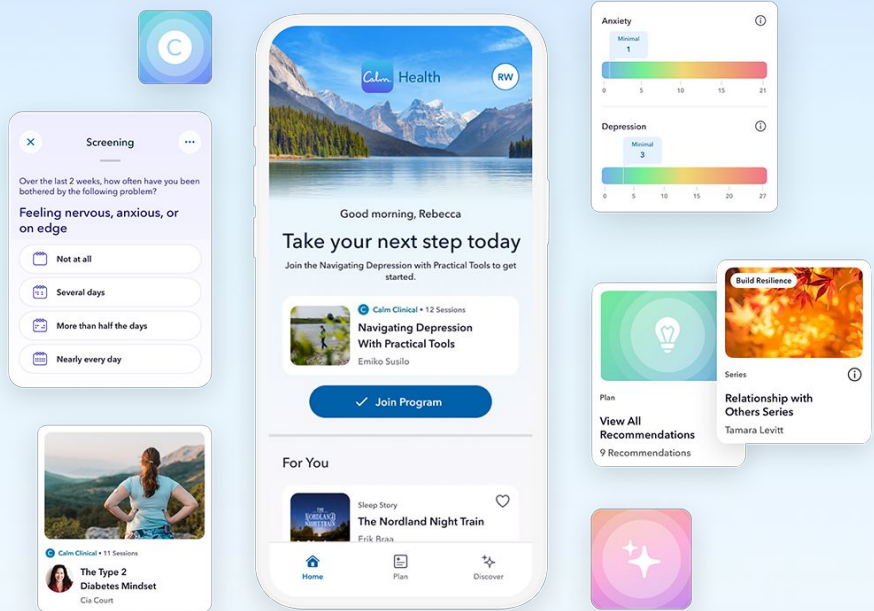 C
Screening
Over the last 2 weeks, how often have you been
bothered by the following problem?
Feeling nervous, anxious, or
on edge
Not at all
Several days
More than half the days
Nearly every day
C Calm Clinical • 11 Sessions
The Type 2
Diabetes Mindset
Cia Court
Calm Health
RW
Good morning, Rebecca
Take your next step today
Join the Navigating Depression with Practical Tools to get
started.
C Calm Clinical • 12 Sessions
Navigating Depression
With Practical Tools
Emiko Susilo
Join Program
For You
THE
NORDLAND
NIGHT TRAIN
Sleep Story
The Nordland Night Train
Erik Braa
Home
Plan
Discover
Anxiety
Minimal
1
0 5 10 15 21
Depression
Minimal
3
0 5 10 15 20 27
Plan
View All
Recommendations
9 Recommendations
Build Resilience
Series
Relationship with
Others Series
Tamara Levitt